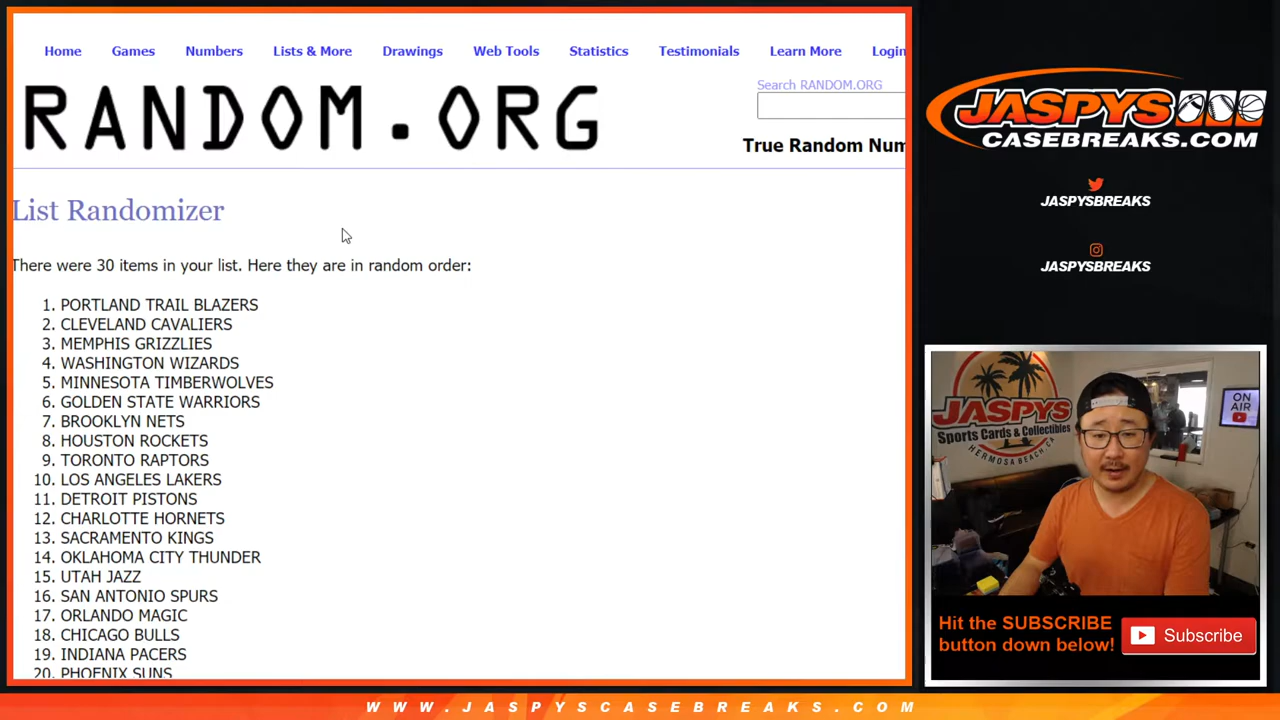 Home Games Numbers Lists & More Drawings Web Tools Statistics Testimonials Learn More Login
RANDOM.ORG
Search RANDOM.ORG
True Random Num
List Randomizer
There were 30 items in your list. Here they are in random order:
1. PORTLAND TRAIL BLAZERS
2. CLEVELAND CAVALIERS
3. MEMPHIS GRIZZLIES
4. WASHINGTON WIZARDS
5. MINNESOTA TIMBERWOLVES
6. GOLDEN STATE WARRIORS
7. BROOKLYN NETS
8. HOUSTON ROCKETS
9. TORONTO RAPTORS
10. LOS ANGELES LAKERS
11. DETROIT PISTONS
12. CHARLOTTE HORNETS
13. SACRAMENTO KINGS
14. OKLAHOMA CITY THUNDER
15. UTAH JAZZ
16. SAN ANTONIO SPURS
17. ORLANDO MAGIC
18. CHICAGO BULLS
19. INDIANA PACERS
20. PHOENIX SUNS
JASPYS
CASEBREAKS.COM
JASPYSBREAKS
JASPYSBREAKS
JASPYS
Sports Cards & Collectibles
HERMOSA BEACH, CA
ON
AIR
Hit the SUBSCRIBE
button down below!
Subscribe
WWW.JASPYSCASEBREAKS.COM